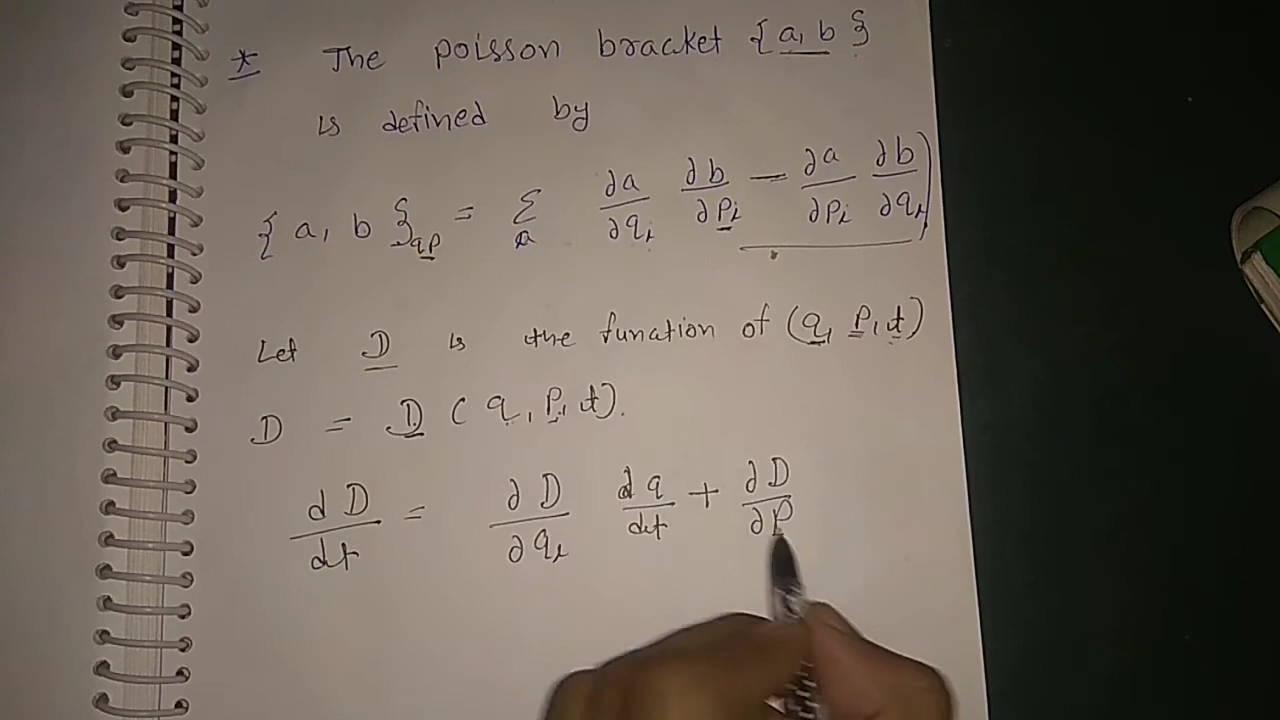 * The poisson bracket {a, b}
is defined by
{a, b}qp = Σ ∂a/∂qi ∂b/∂pi — ∂a/∂pi ∂b/∂qi)
Let D is the function of (q, p, t)
D = D (q, p, t).
dD/dt = ∂D/∂qi dq/dt + ∂D/∂p